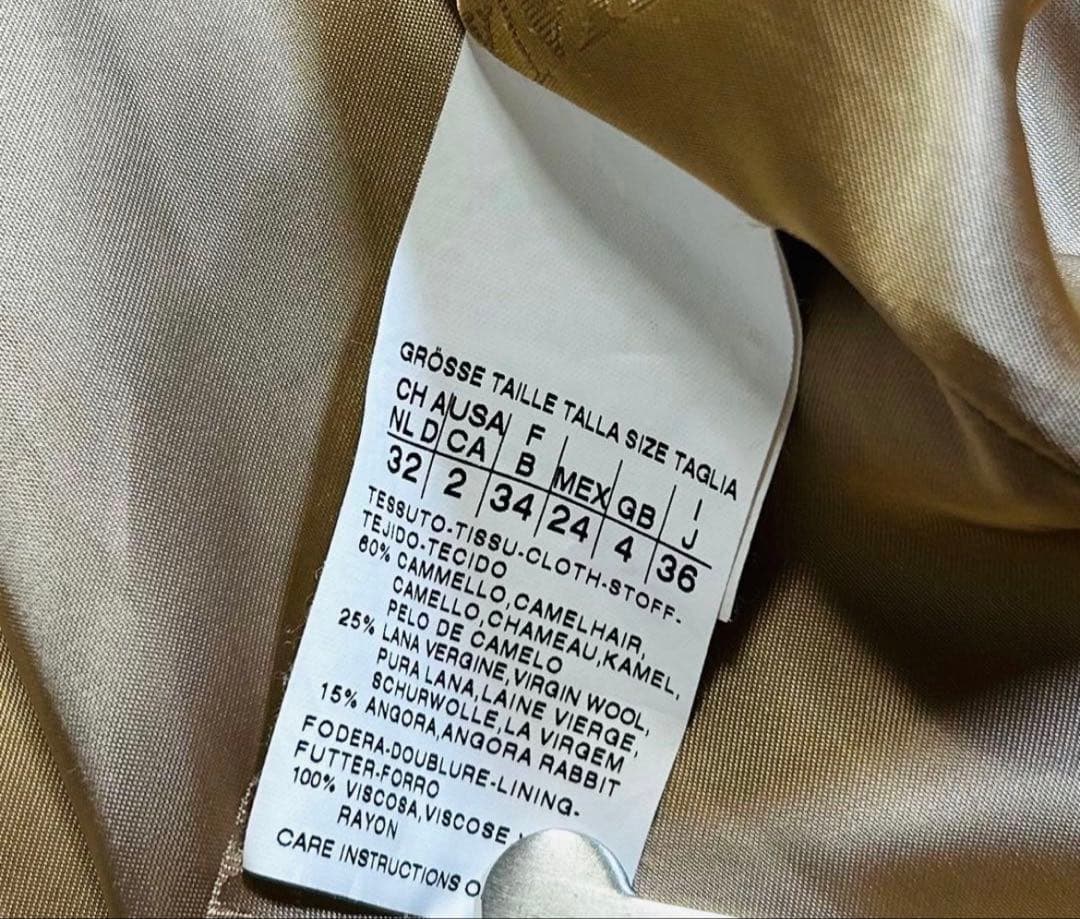 GRÖSSE TAILLE TALLA SIZE TAGLIA
CH A USA F MEX GB I
NL D CA B J
32 2 34 24 4 36
TESSUTO-TISSU-CLOTH-STOFF-
TEJIDO-TECIDO
60% CAMMELLO,CAMELHAIR,
CAMELLO,CHAMEAU,KAMEL,
PELO DE CAMELO
25% LANA VERGINE,VIRGIN WOOL,
PURA LANA,LAINE VIERGE,
SCHURWOLLE,LA VIRGEM
15% ANGORA,ANGORA RABBIT
FODERA-DOUBLURE-LINING-
FUTTER-FORRO
100% VISCOSA,VISCOSE
RAYON
CARE INSTRUCTIONS